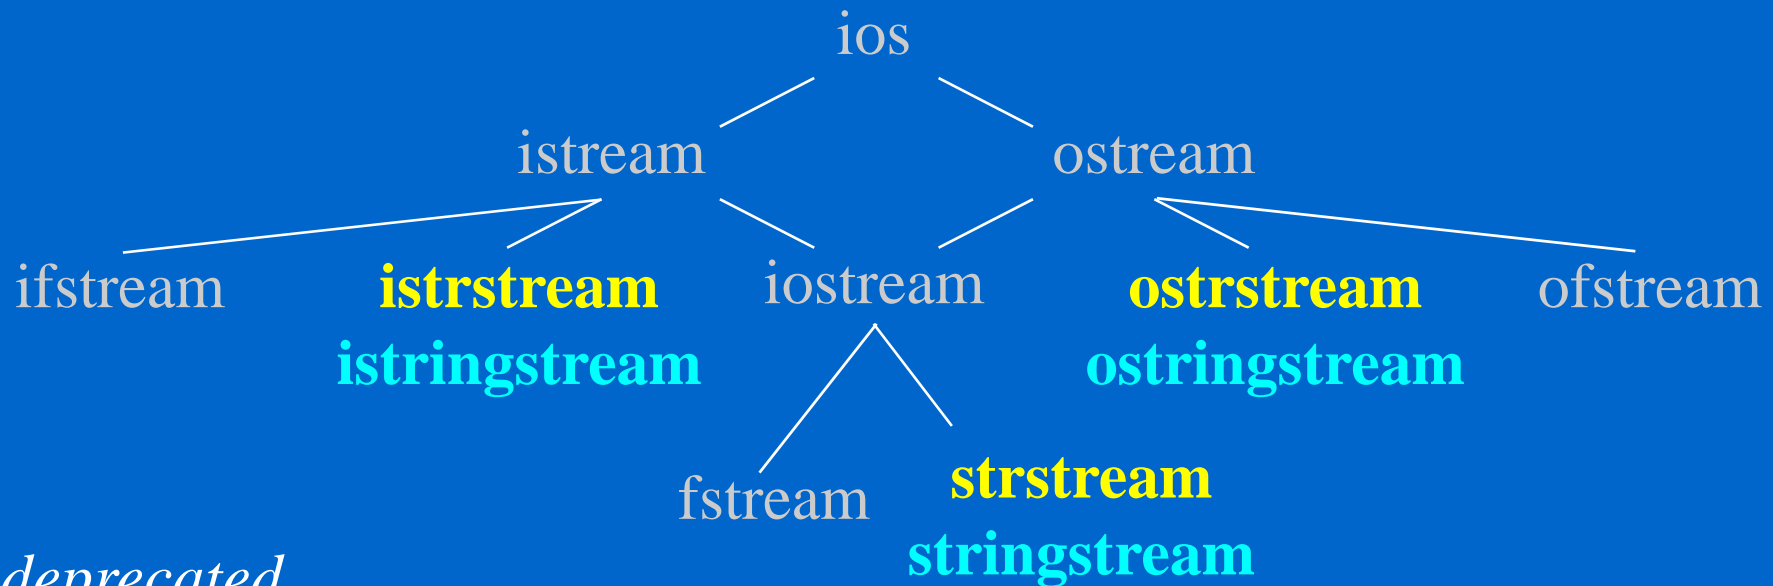 ios
istream ostream
ifstream istrstream iostream ostrstream ofstream
istringstream ostringstream
strstream
fstream
stringstream
deprecated